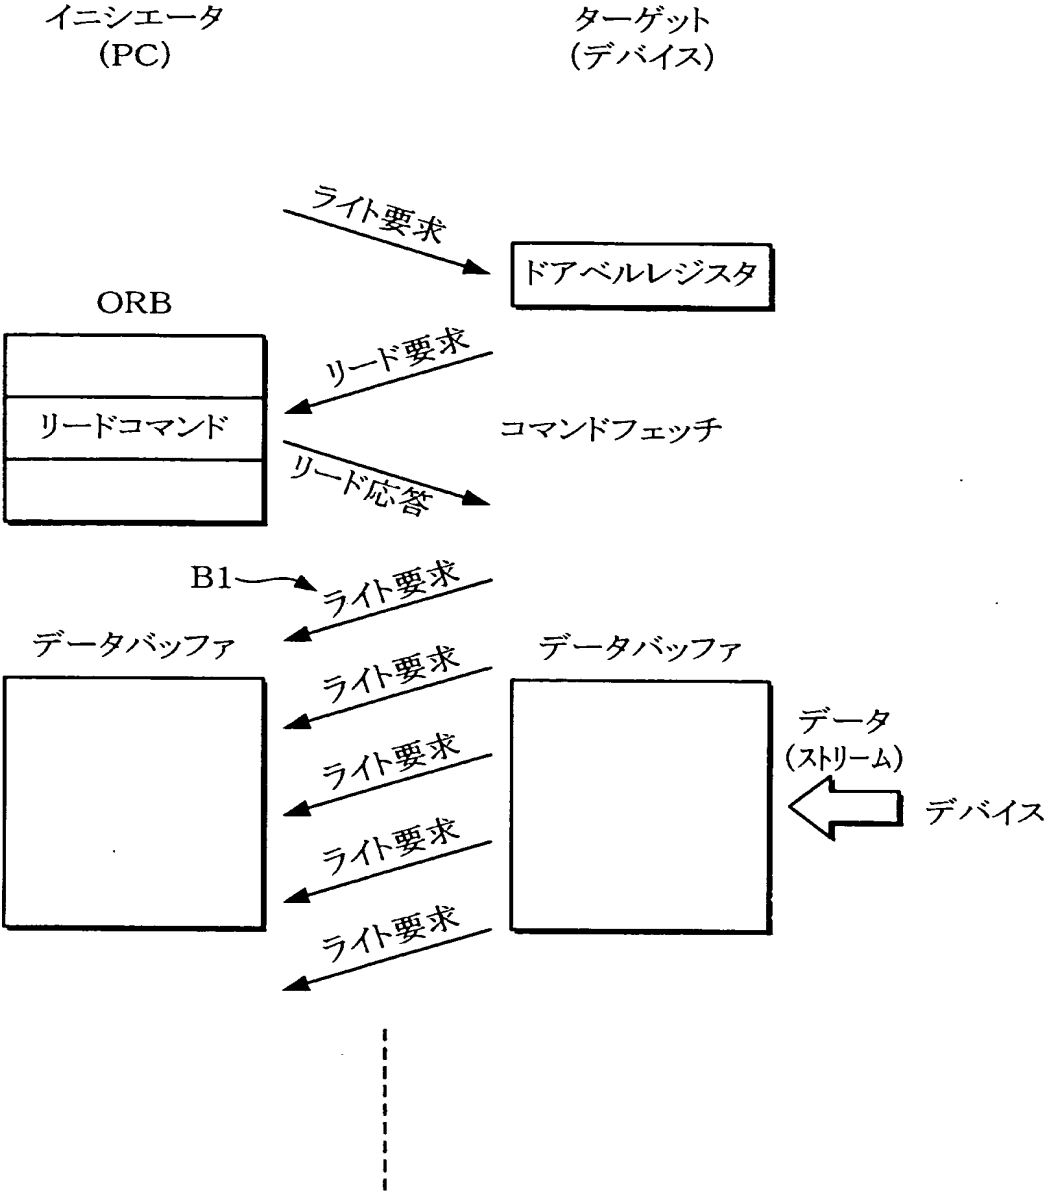 イニシエータ
(PC)
ターゲット
(デバイス)
ライト要求
ドアベルレジスタ
ORB
リード要求
リードコマンド
コマンドフェッチ
リード応答
B1
ライト要求
データバッファ
データバッファ
ライト要求
データ
(ストリーム)
ライト要求
デバイス
ライト要求
ライト要求